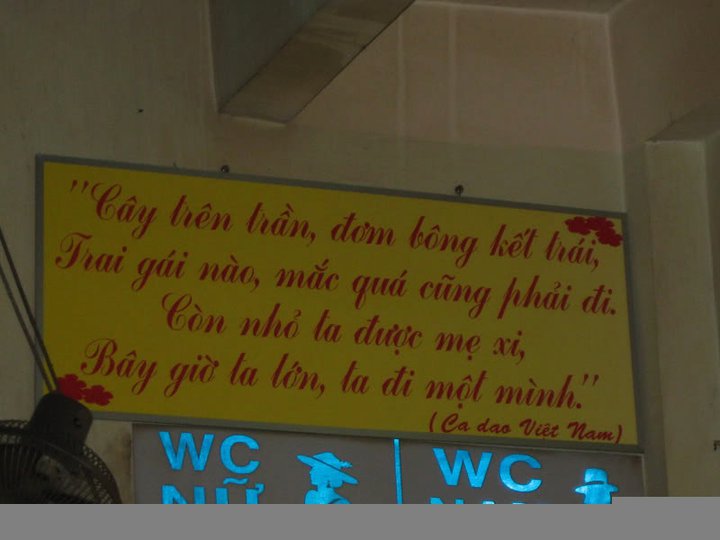 "Cây trên trần, đơm bông kết trái,
Trai gái nào, mắc quá cũng phải đi.
Còn nhỏ ta được mẹ xi,
Bây giờ ta lớn, ta đi một mình."
(Ca dao Việt Nam)
WC WC
NỮ